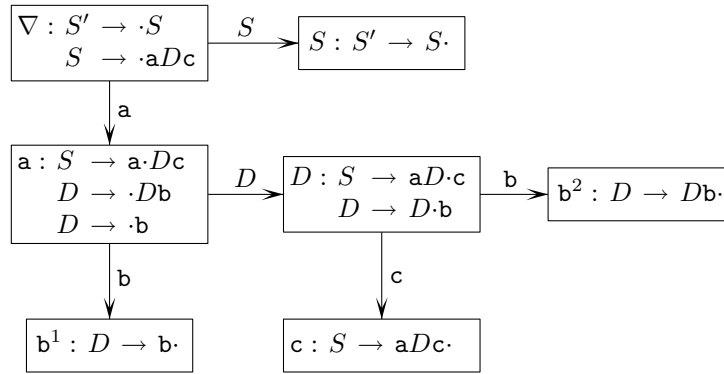 ∇ : S′ → ·S
S → ·aDc
S
S : S′ → S·
a
a : S → a·Dc
D → ·Db
D → ·b
D
D : S → aD·c
D → D·b
b
b² : D → Db·
b
c
b¹ : D → b·
c : S → aDc·